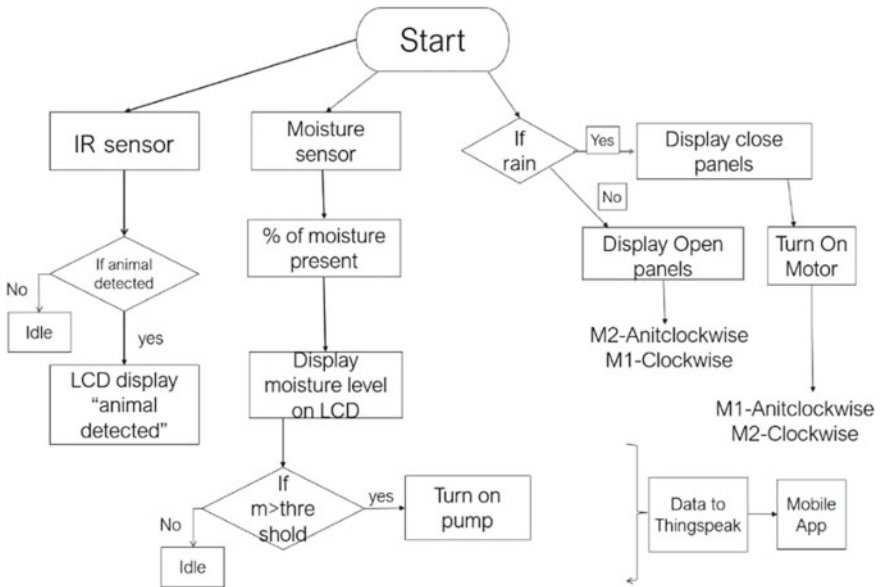 Start
IR sensor
If animal
detected
No
Idle
yes
LCD display
“animal
detected”
Moisture
sensor
% of moisture
present
Display
moisture level
on LCD
If
m>thre
shold
No
Idle
yes
Turn on
pump
If
rain
Yes
Display close
panels
No
Display Open
panels
M2-Anitclockwise
M1-Clockwise
Turn On
Motor
M1-Anitclockwise
M2-Clockwise
Data to
Thingspeak
Mobile
App